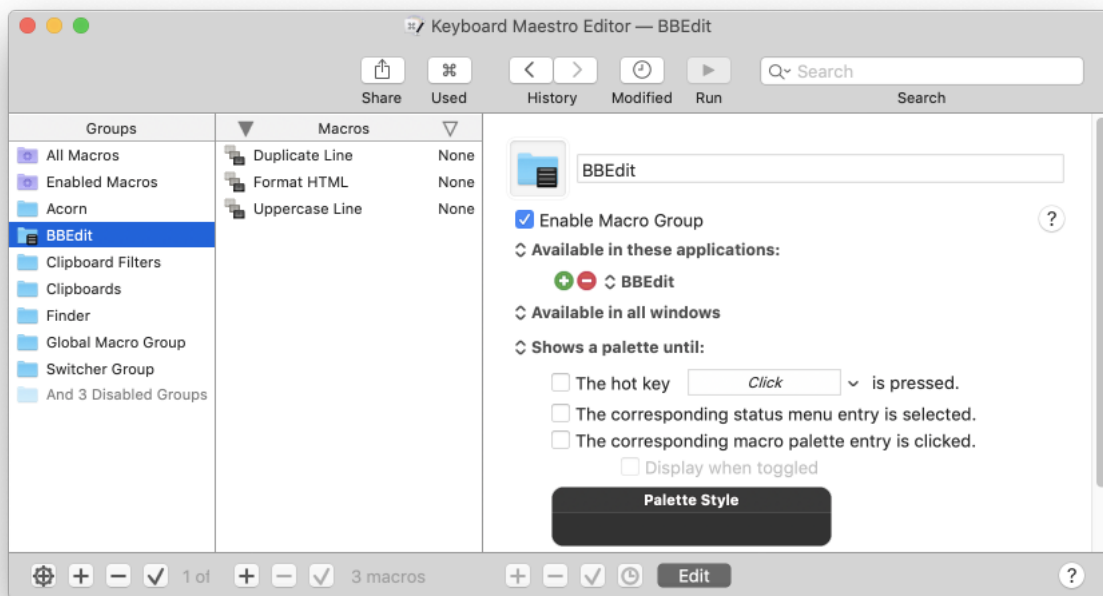 Keyboard Maestro Editor — BBEdit
Search
Share Used History Modified Run Search
Groups Macros
All Macros
Enabled Macros
Acorn
BBEdit
Clipboard Filters
Clipboards
Finder
Global Macro Group
Switcher Group
And 3 Disabled Groups
Duplicate Line None
Format HTML None
Uppercase Line None
BBEdit
Enable Macro Group ?
Available in these applications:
BBEdit
Available in all windows
Shows a palette until:
The hot key Click is pressed.
The corresponding status menu entry is selected.
The corresponding macro palette entry is clicked.
Display when toggled
Palette Style
1 of 3 macros Edit ?